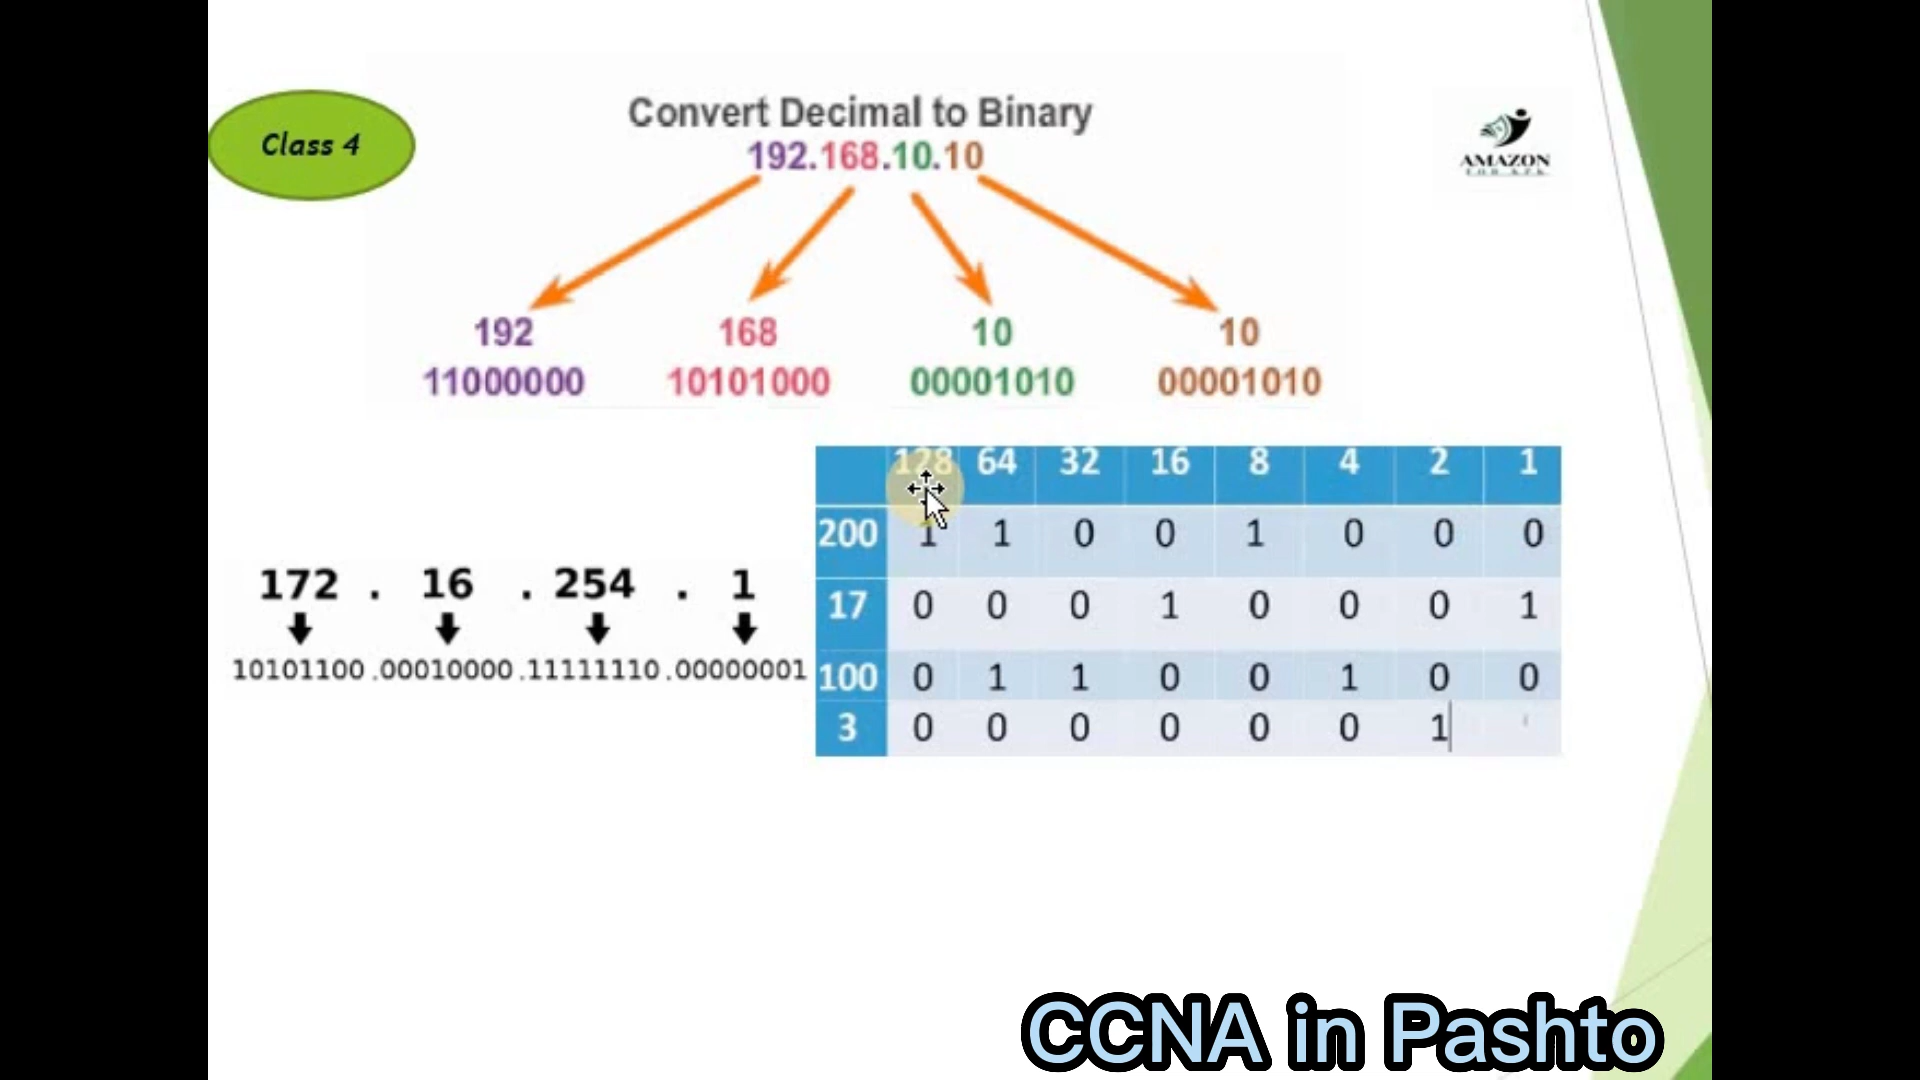 Class 4
Convert Decimal to Binary
192.168.10.10
AMAZON
192 168 10 10
11000000 10101000 00001010 00001010
128 64 32 16 8 4 2 1
200 1 1 0 0 1 0 0 0
17 0 0 0 1 0 0 0 1
100 0 1 1 0 0 1 0 0
3 0 0 0 0 0 0 1
172 . 16 . 254 . 1
10101100 .00010000 .11111110 .00000001
CCNA in Pashto